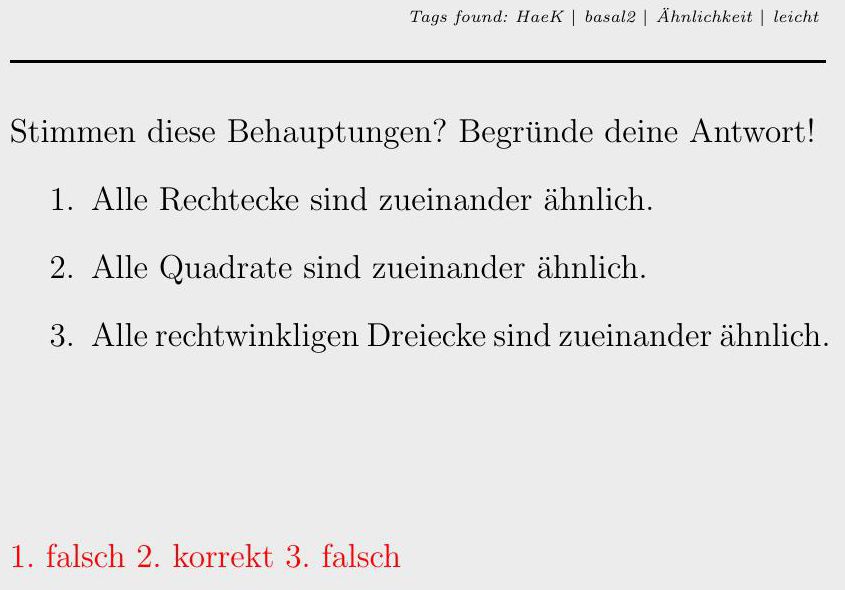 Tags found: HaeK | basal2 | Ähnlichkeit | leicht
Stimmen diese Behauptungen? Begründe deine Antwort!
1. Alle Rechtecke sind zueinander ähnlich.
2. Alle Quadrate sind zueinander ähnlich.
3. Alle rechtwinkligen Dreiecke sind zueinander ähnlich.
1. falsch 2. korrekt 3. falsch